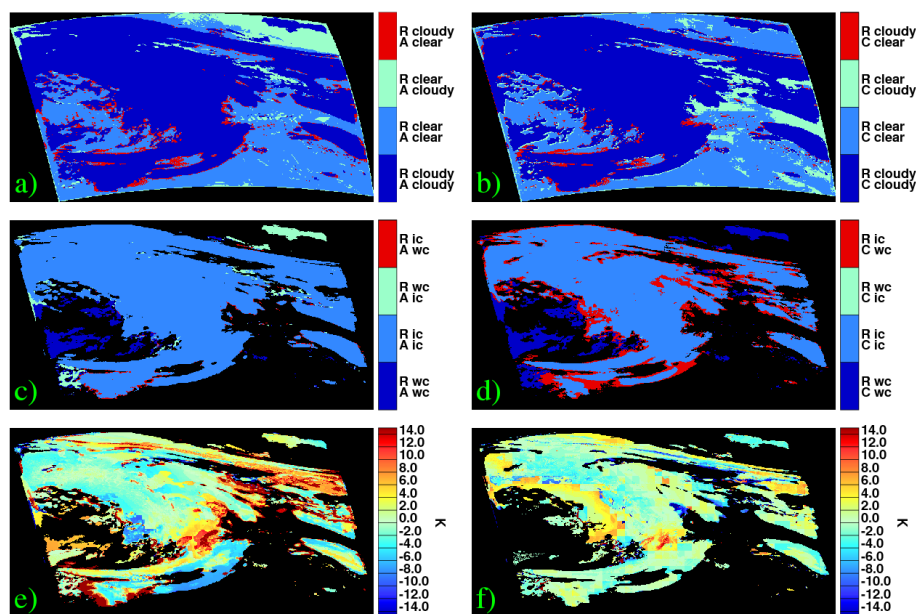 R cloudy
A clear
R clear
A cloudy
R clear
A clear
R cloudy
A cloudy
a)
R cloudy
C clear
R clear
C cloudy
R clear
C clear
R cloudy
C cloudy
b)
R ic
A wc
R wc
A ic
R ic
A ic
R wc
A wc
c)
R ic
C wc
R wc
C ic
R ic
C ic
R wc
C wc
d)
14.0
12.0
10.0
8.0
6.0
4.0
2.0
0.0
-2.0
-4.0
-6.0
-8.0
-10.0
-12.0
-14.0
K
e)
14.0
12.0
10.0
8.0
6.0
4.0
2.0
0.0
-2.0
-4.0
-6.0
-8.0
-10.0
-12.0
-14.0
K
f)